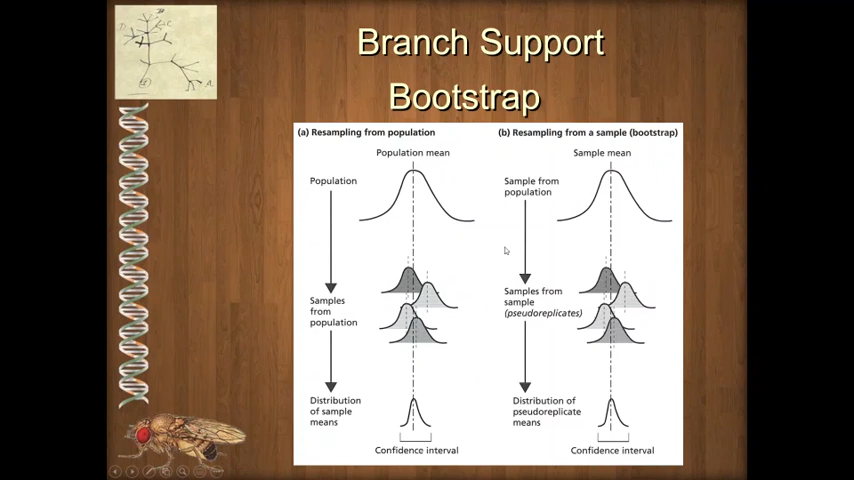 Branch Support
Bootstrap
(a) Resampling from population
Population mean
Population
Samples
from
population
Distribution
of sample
means
Confidence interval
(b) Resampling from a sample (bootstrap)
Sample mean
Sample from
population
Samples from
sample
(pseudoreplicates)
Distribution of
pseudoreplicate
means
Confidence interval